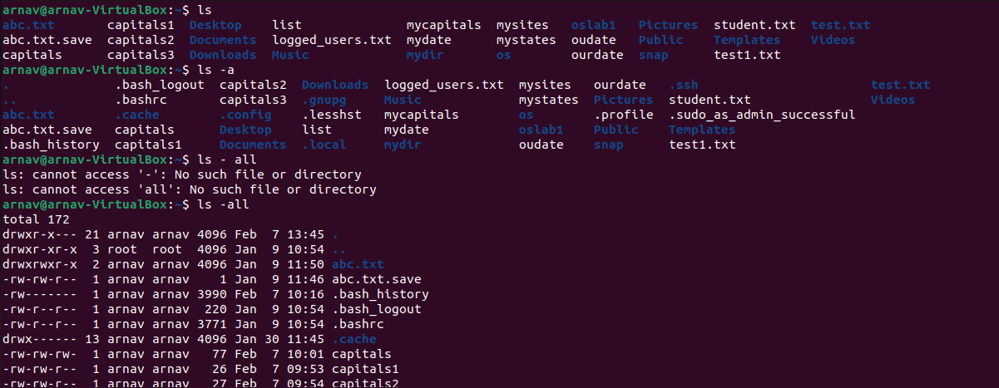 arnav@arnav-VirtualBox:~$ ls
abc.txt capitals1 Desktop list mycapitals mysites oslab1 Pictures student.txt test.txt
abc.txt.save capitals2 Documents logged_users.txt mydate mystates oudate Public Templates Videos
capitals capitals3 Downloads Music mydir os ourdate snap test1.txt
arnav@arnav-VirtualBox:~$ ls -a
. .bash_logout capitals2 Downloads logged_users.txt mysites ourdate .ssh test.txt
.. .bashrc capitals3 .gnupg Music mystates Pictures student.txt Videos
abc.txt .cache .config .lesshst mycapitals os .profile .sudo_as_admin_successful
abc.txt.save capitals Desktop list mydate oslab1 Public Templates
.bash_history capitals1 Documents .local mydir oudate snap test1.txt
arnav@arnav-VirtualBox:~$ ls - all
ls: cannot access '-': No such file or directory
ls: cannot access 'all': No such file or directory
arnav@arnav-VirtualBox:~$ ls -all
total 172
drwxr-x--- 21 arnav arnav 4096 Feb 7 13:45 .
drwxr-xr-x 3 root root 4096 Jan 9 10:54 ..
drwxrwxr-x 2 arnav arnav 4096 Jan 9 11:50 abc.txt
-rw-rw-r-- 1 arnav arnav 1 Jan 9 11:46 abc.txt.save
-rw------- 1 arnav arnav 3990 Feb 7 10:16 .bash_history
-rw-r--r-- 1 arnav arnav 220 Jan 9 10:54 .bash_logout
-rw-r--r-- 1 arnav arnav 3771 Jan 9 10:54 .bashrc
drwx------ 13 arnav arnav 4096 Jan 30 11:45 .cache
-rw-rw-rw- 1 arnav arnav 77 Feb 7 10:01 capitals
-rw-rw-r-- 1 arnav arnav 26 Feb 7 09:53 capitals1
-rw-rw-r-- 1 arnav arnav 27 Feb 7 09:54 capitals2